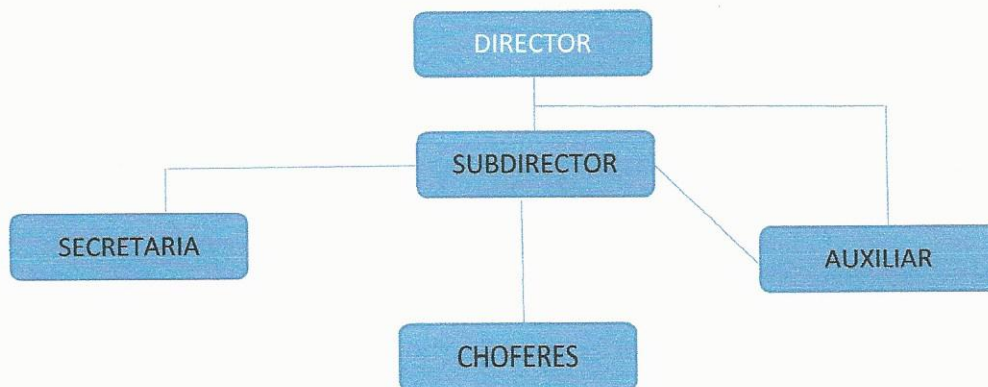 DIRECTOR
SUBDIRECTOR
SECRETARIA
AUXILIAR
CHOFERES